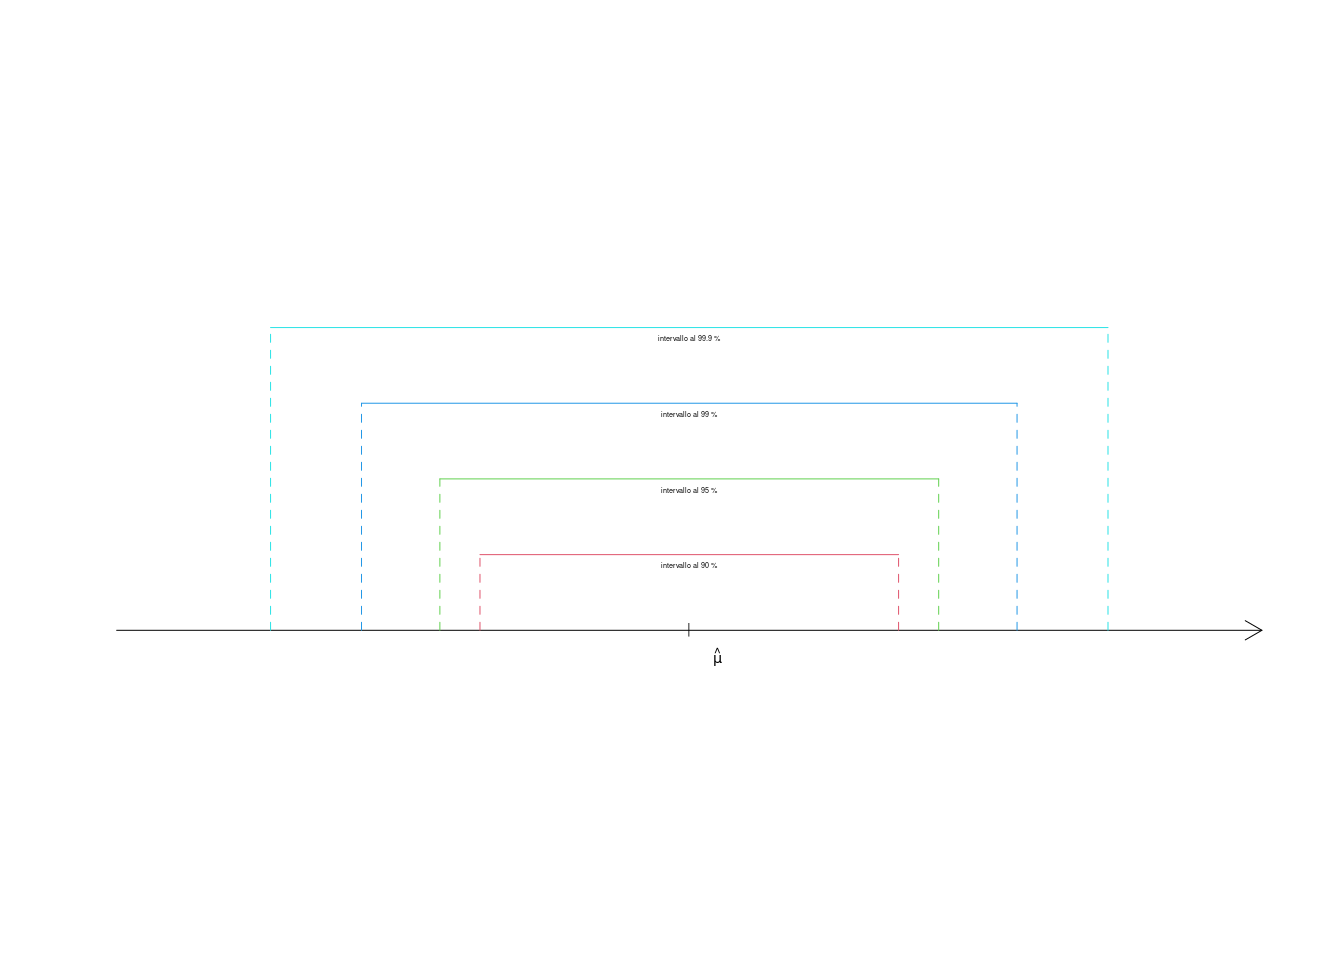 intervallo al 99.9 %
intervallo al 99 %
intervallo al 95 %
intervallo al 90 %
μ̂